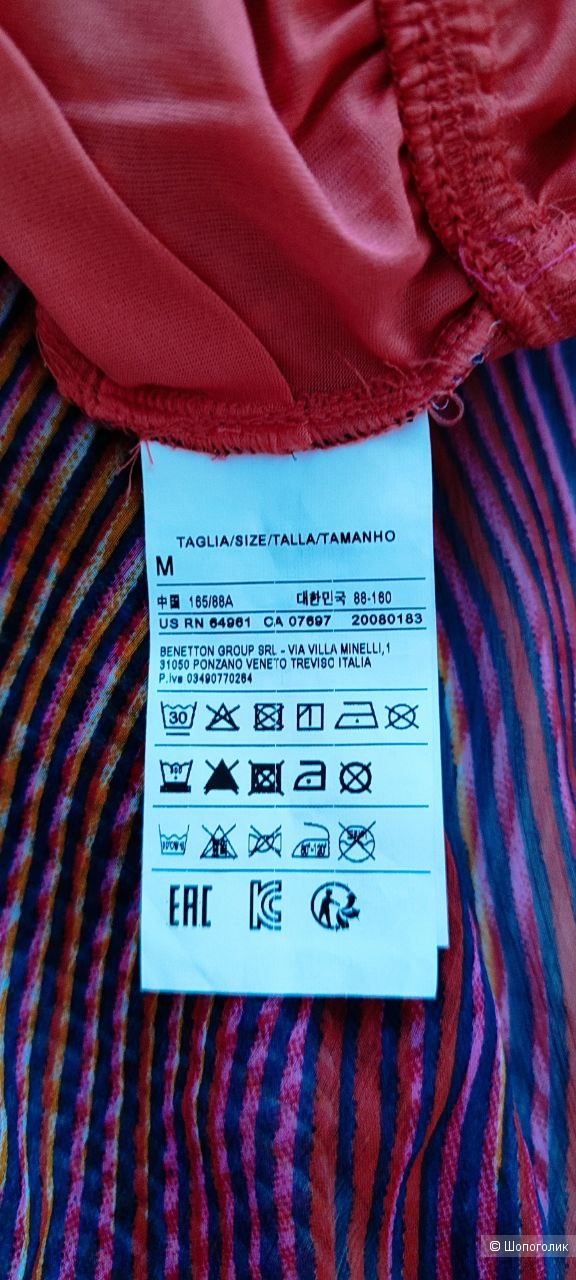 TAGLIA/SIZE/TALLA/TAMANHO
M
中国 165/88A 대한민국 88-160
US RN 64961 CA 07697 20080183
BENETTON GROUP SRL - VIA VILLA MINELLI,1
31050 PONZANO VENETO TREVISO ITALIA
P.iva 03490770264
30
EAC
© Шопоголик